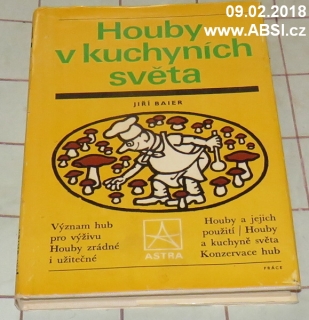 09.02.2018
www.ABSI.cz
Houby
v kuchyních
světa
JIŘÍ BAIER
Význam hub
pro výživu
Houby zrádné
i užitečné
ASTRA
Houby a jejich
použití / Houby
a kuchyně světa
Konzervace hub
PRÁCE